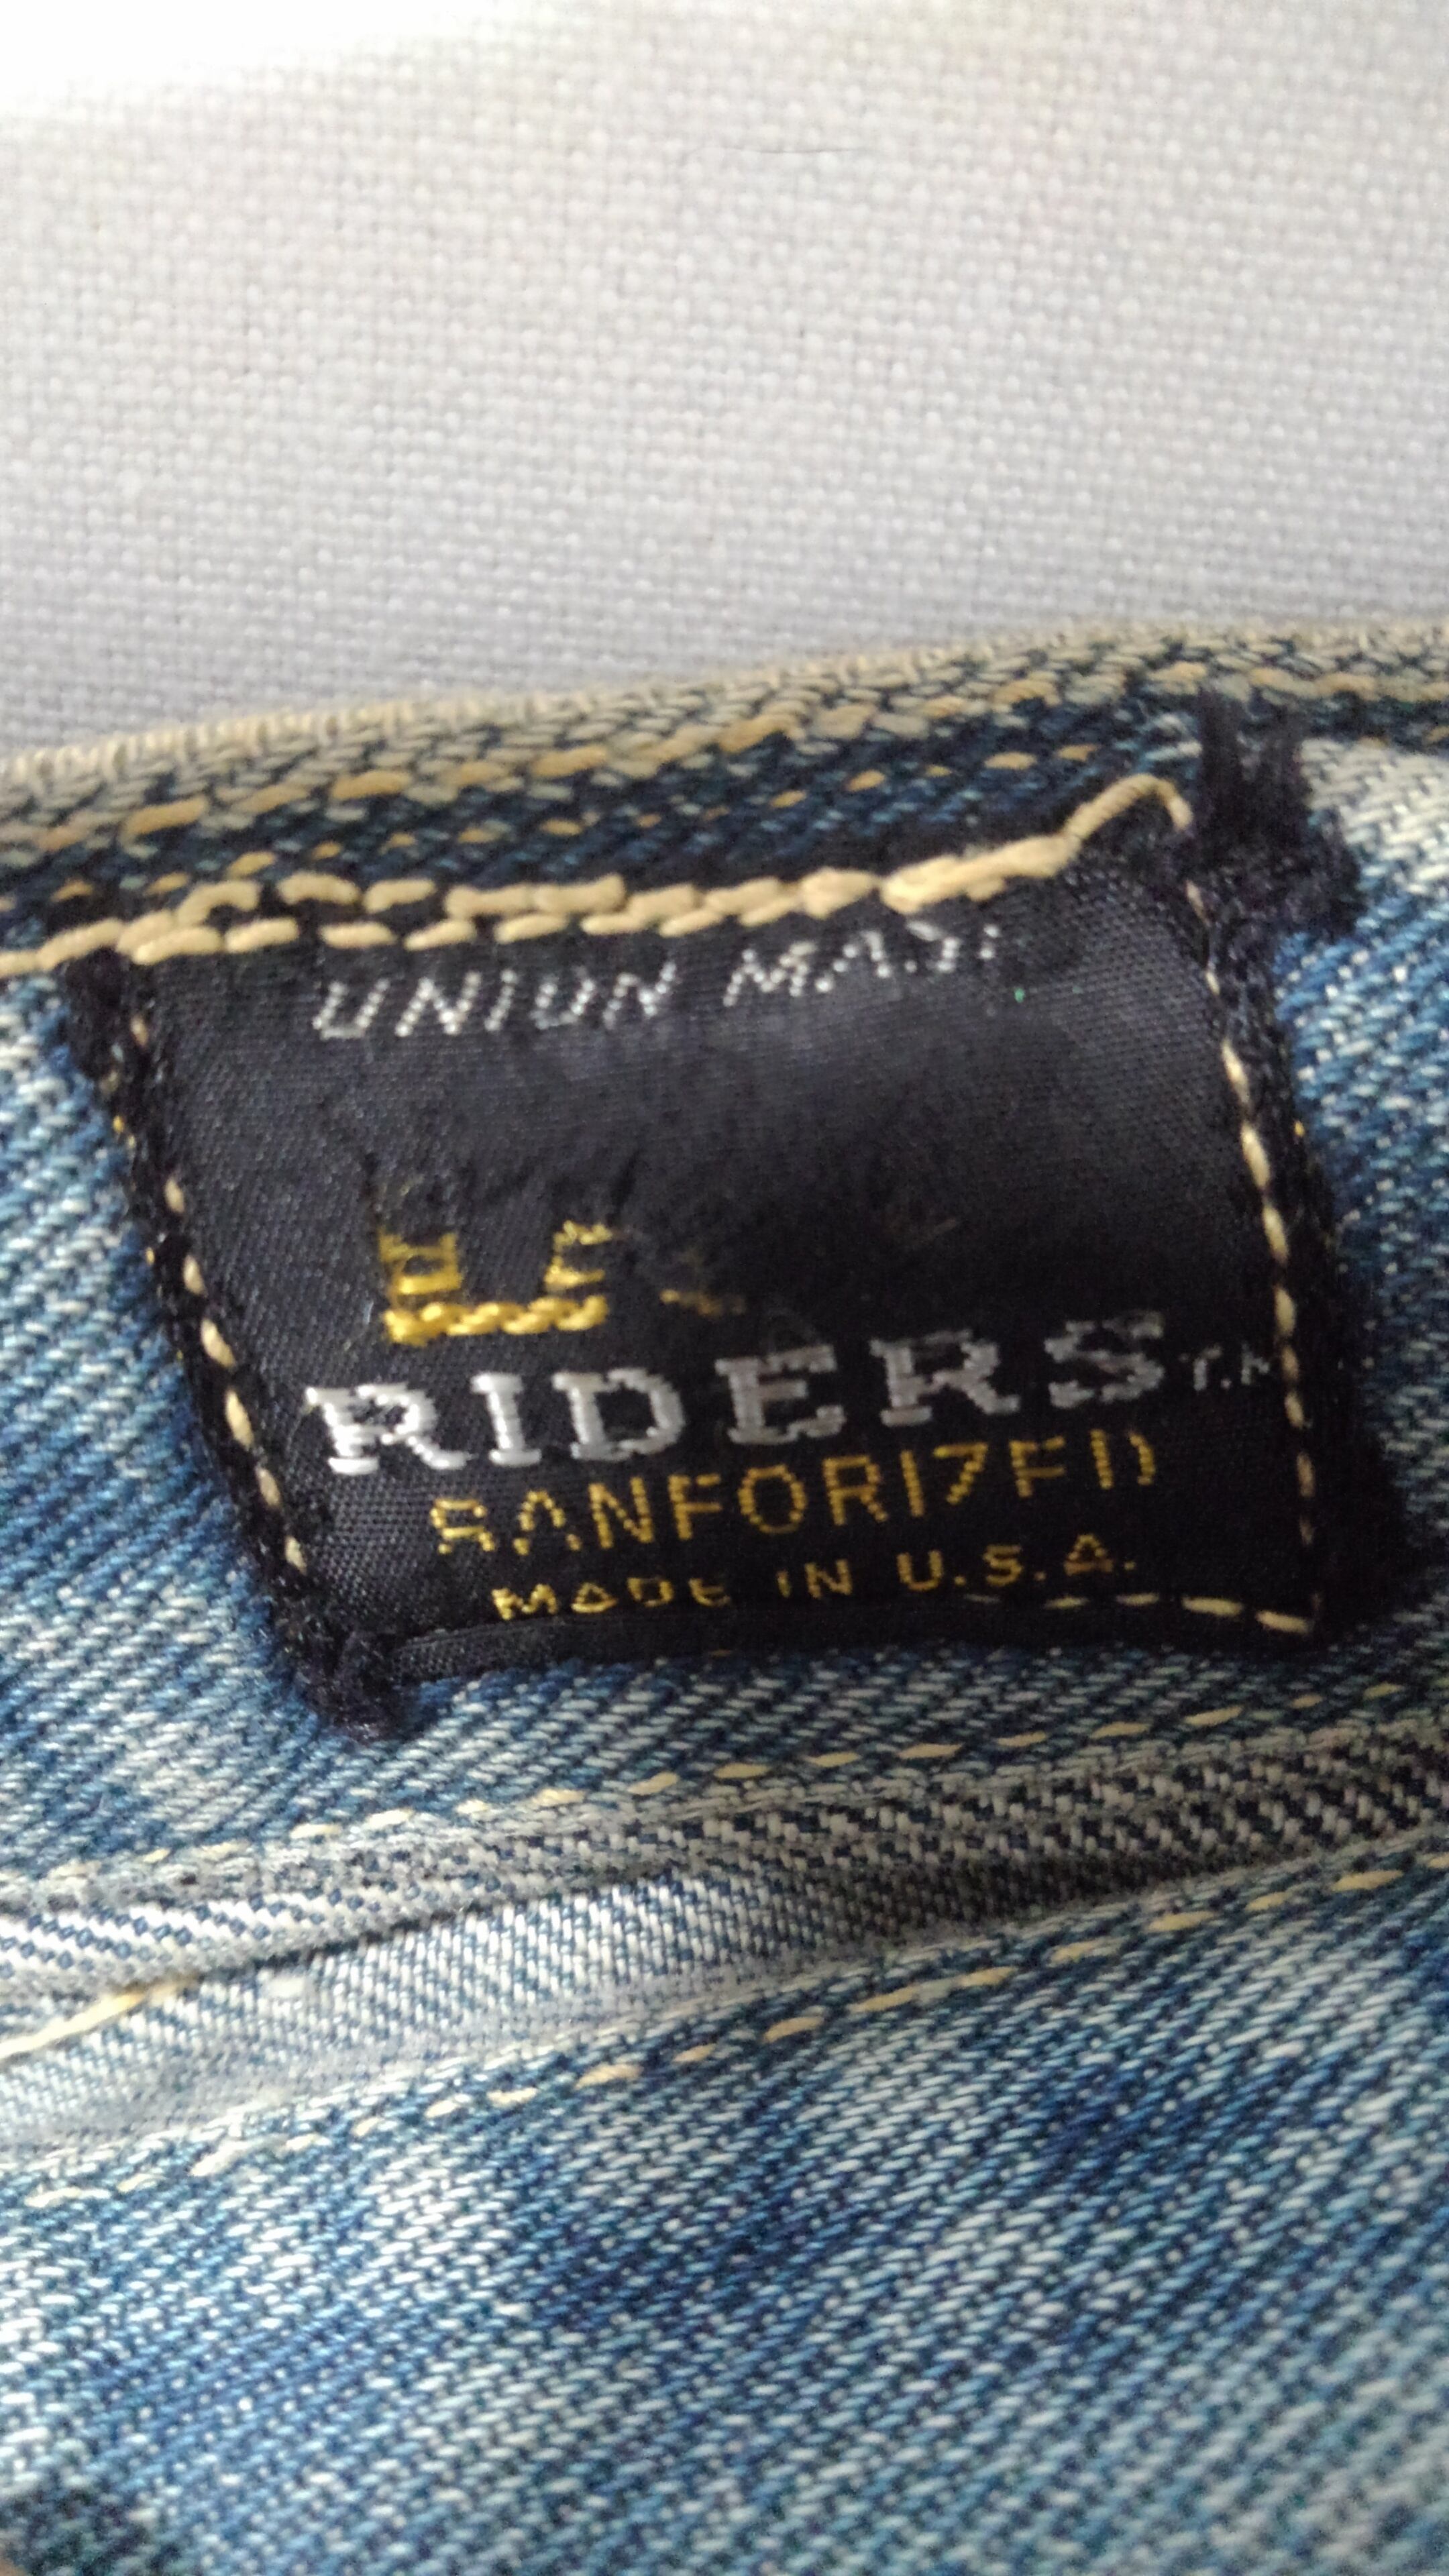 UNION MADE
RIDERS T.M
SANFORIZED
MADE IN U.S.A.